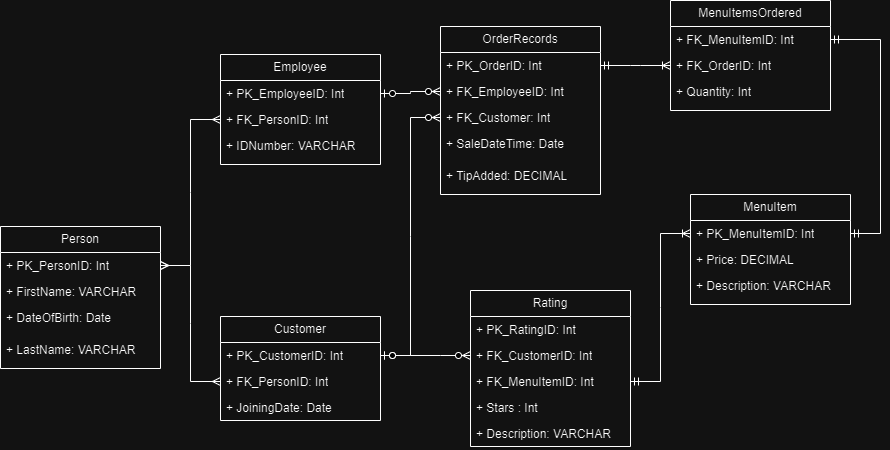 MenuItemsOrdered
+ FK_MenuItemID: Int
+ FK_OrderID: Int
+ Quantity: Int
OrderRecords
+ PK_OrderID: Int
+ FK_EmployeeID: Int
+ FK_Customer: Int
+ SaleDateTime: Date
+ TipAdded: DECIMAL
Employee
+ PK_EmployeeID: Int
+ FK_PersonID: Int
+ IDNumber: VARCHAR
MenuItem
+ PK_MenuItemID: Int
+ Price: DECIMAL
+ Description: VARCHAR
Person
+ PK_PersonID: Int
+ FirstName: VARCHAR
+ DateOfBirth: Date
+ LastName: VARCHAR
Customer
+ PK_CustomerID: Int
+ FK_PersonID: Int
+ JoiningDate: Date
Rating
+ PK_RatingID: Int
+ FK_CustomerID: Int
+ FK_MenuItemID: Int
+ Stars : Int
+ Description: VARCHAR